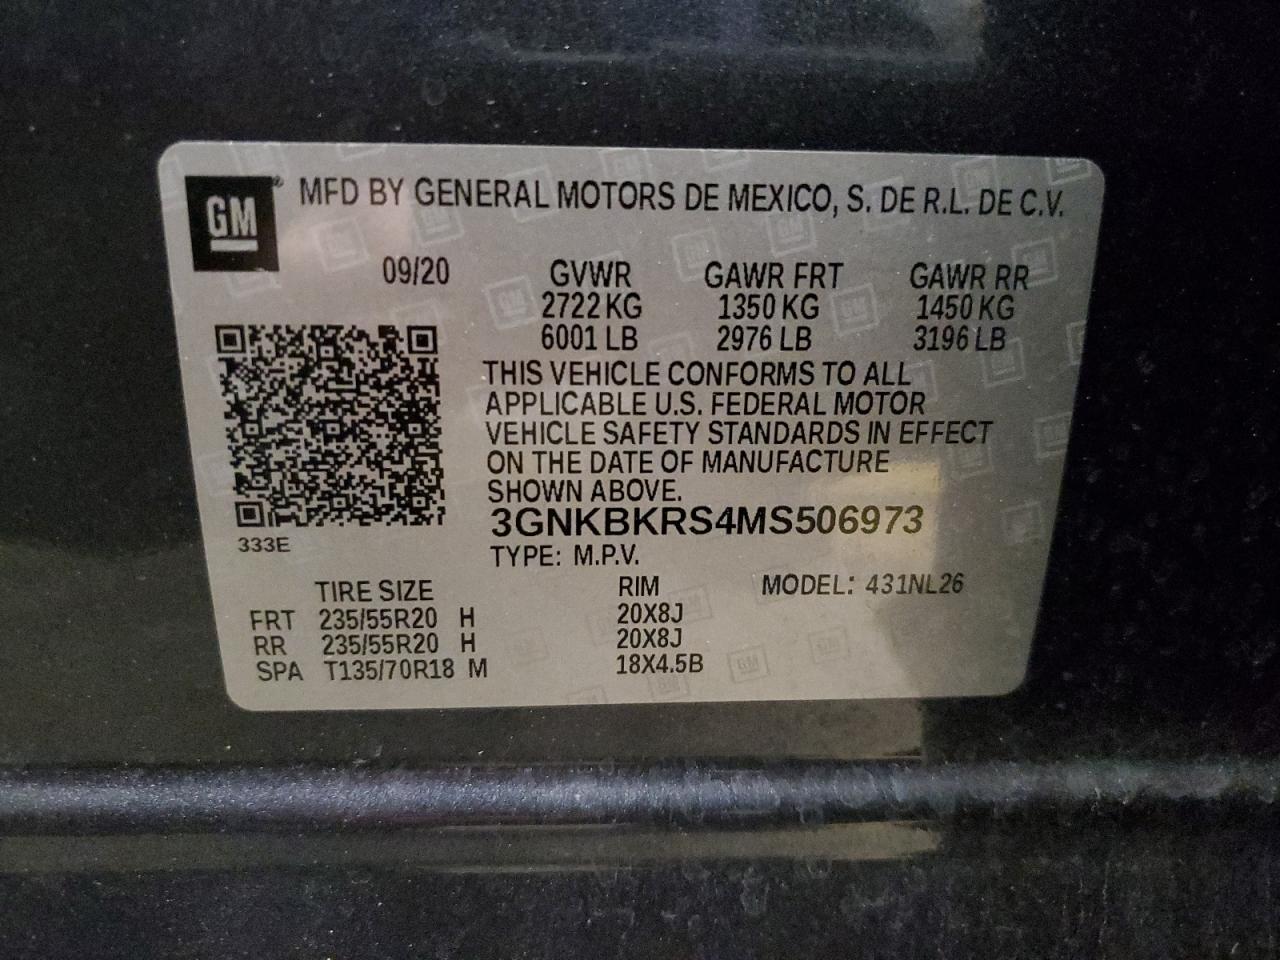 GM ® MFD BY GENERAL MOTORS DE MEXICO, S. DE R.L. DE C.V.
09/20 GVWR GAWR FRT GAWR RR
2722 KG 1350 KG 1450 KG
6001 LB 2976 LB 3196 LB
THIS VEHICLE CONFORMS TO ALL
APPLICABLE U.S. FEDERAL MOTOR
VEHICLE SAFETY STANDARDS IN EFFECT
ON THE DATE OF MANUFACTURE
SHOWN ABOVE.
3GNKBKRS4MS506973
333E
TYPE: M.P.V.
TIRE SIZE RIM MODEL: 431NL26
FRT 235/55R20 H 20X8J
RR 235/55R20 H 20X8J
SPA T135/70R18 M 18X4.5B